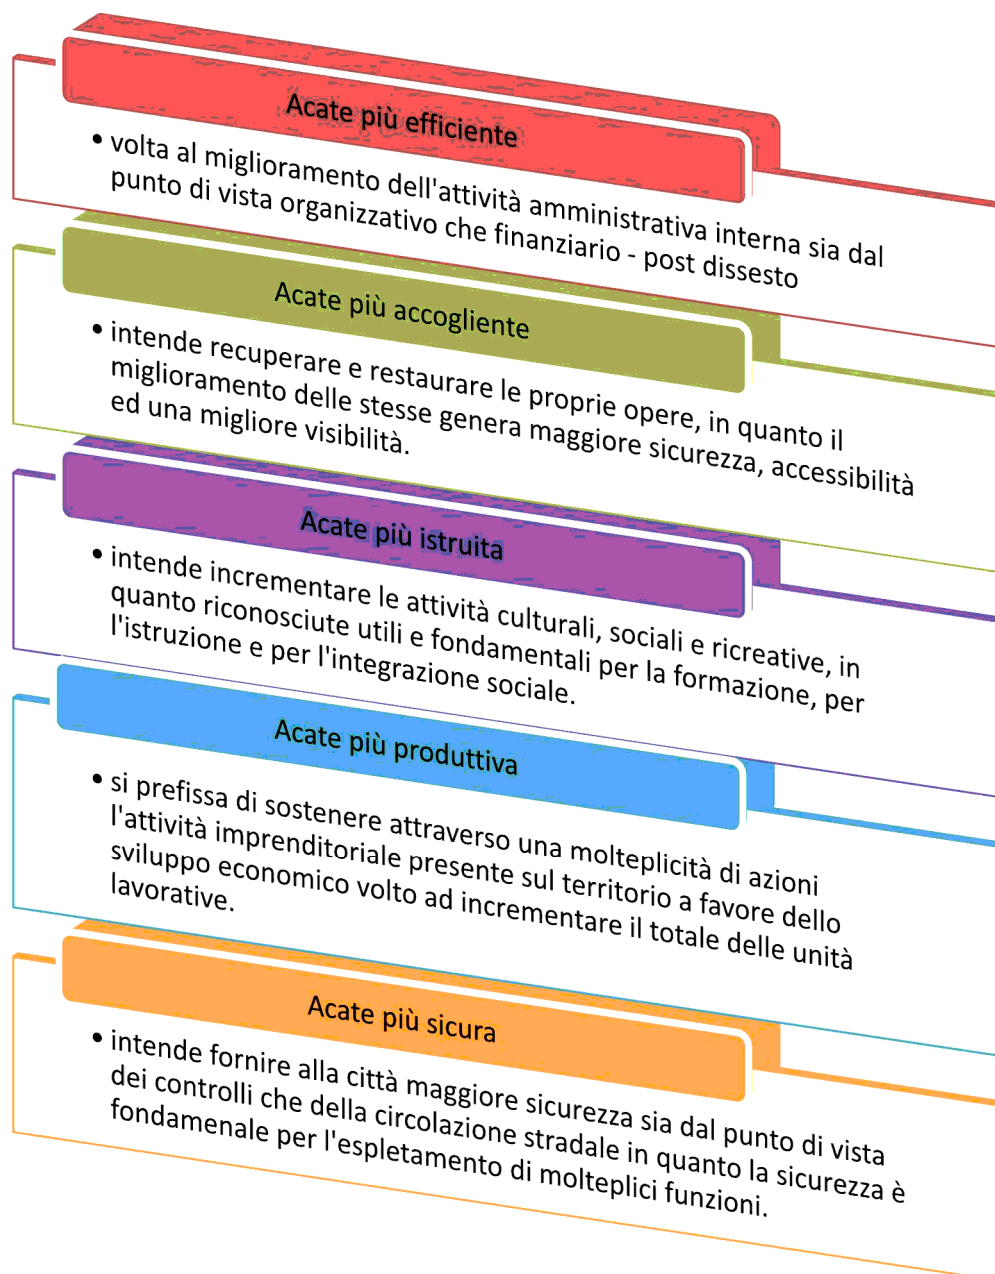 Acate più efficiente
• volta al miglioramento dell'attività amministrativa interna sia dal
punto di vista organizzativo che finanziario - post dissesto
Acate più accogliente
• intende recuperare e restaurare le proprie opere, in quanto il
miglioramento delle stesse genera maggiore sicurezza, accessibilità
ed una migliore visibilità.
Acate più istruita
• intende incrementare le attività culturali, sociali e ricreative, in
quanto riconosciute utili e fondamentali per la formazione, per
l'istruzione e per l'integrazione sociale.
Acate più produttiva
• si prefissa di sostenere attraverso una molteplicità di azioni
l'attività imprenditoriale presente sul territorio a favore dello
sviluppo economico volto ad incrementare il totale delle unità
lavorative.
Acate più sicura
• intende fornire alla città maggiore sicurezza sia dal punto di vista
dei controlli che della circolazione stradale in quanto la sicurezza è
fondamenale per l'espletamento di molteplici funzioni.